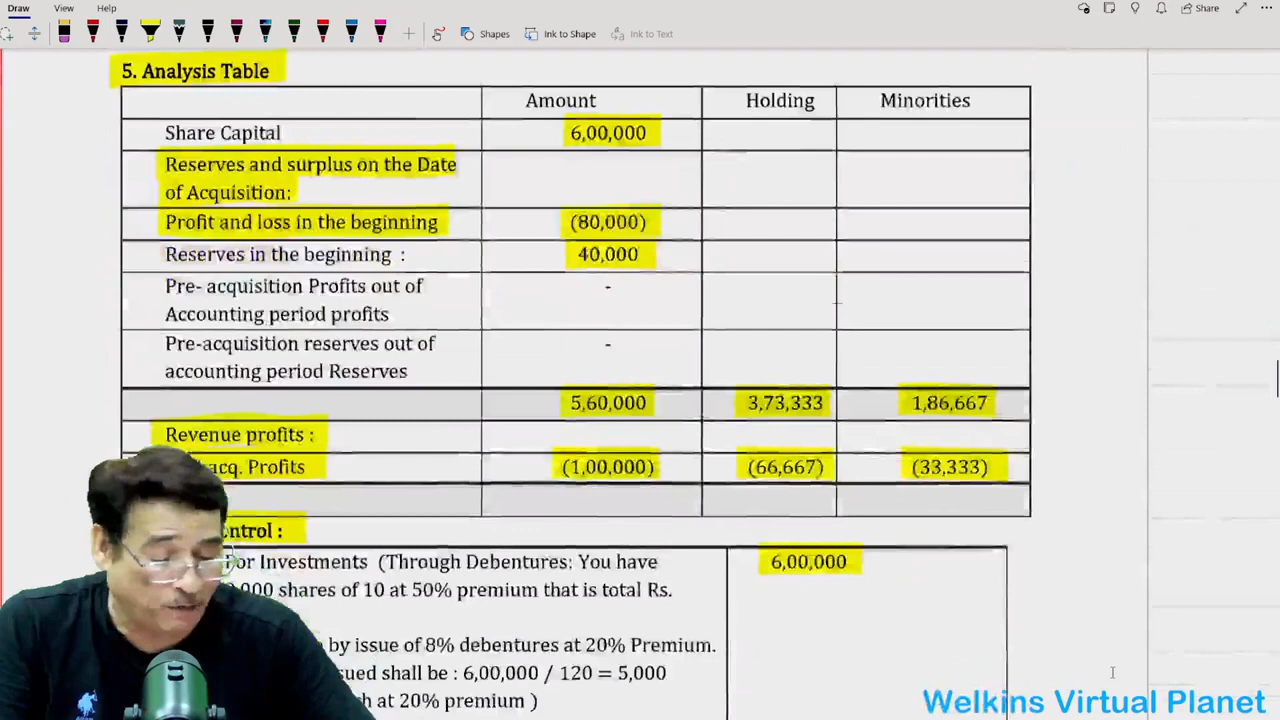 Draw View Help
Share
Shapes Ink to Shape Ink to Text
5. Analysis Table
Amount Holding Minorities
Share Capital 6,00,000
Reserves and surplus on the Date
of Acquisition:
Profit and loss in the beginning (80,000)
Reserves in the beginning : 40,000
Pre- acquisition Profits out of -
Accounting period profits
Pre-acquisition reserves out of -
accounting period Reserves
5,60,000 3,73,333 1,86,667
Revenue profits :
acq. Profits (1,00,000) (66,667) (33,333)
ontrol :
or Investments (Through Debentures: You have 6,00,000
000 shares of 10 at 50% premium that is total Rs.
by issue of 8% debentures at 20% Premium.
sued shall be : 6,00,000 / 120 = 5,000
h at 20% premium )
Welkins Virtual Planet